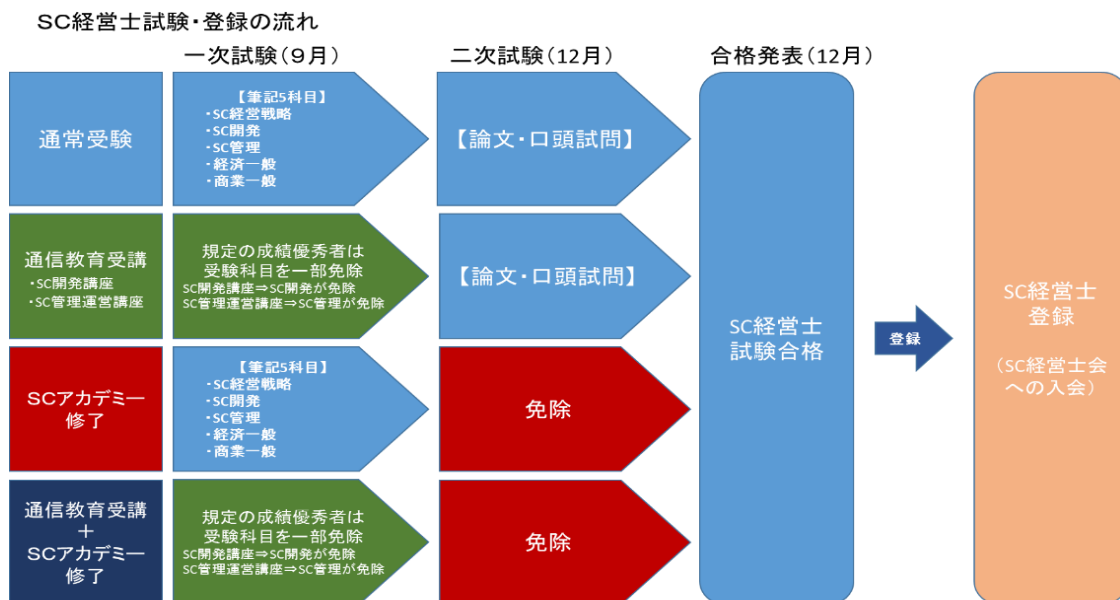 SC経営士試験・登録の流れ
一次試験(９月)
二次試験(12月)
合格発表(12月)
通常受験
【筆記5科目】
・SC経営戦略
・SC開発
・SC管理
・経済一般
・商業一般
【論文・口頭試問】
通信教育受講
・SC開発講座
・SC管理運営講座
規定の成績優秀者は
受験科目を一部免除
SC開発講座⇒SC開発が免除
SC管理運営講座⇒SC管理が免除
【論文・口頭試問】
SCアカデミー
修了
【筆記5科目】
・SC経営戦略
・SC開発
・SC管理
・経済一般
・商業一般
免除
通信教育受講
＋
SCアカデミー
修了
規定の成績優秀者は
受験科目を一部免除
SC開発講座⇒SC開発が免除
SC管理運営講座⇒SC管理が免除
免除
SC経営士
試験合格
登録
SC経営士
登録
（SC経営士会
への入会）